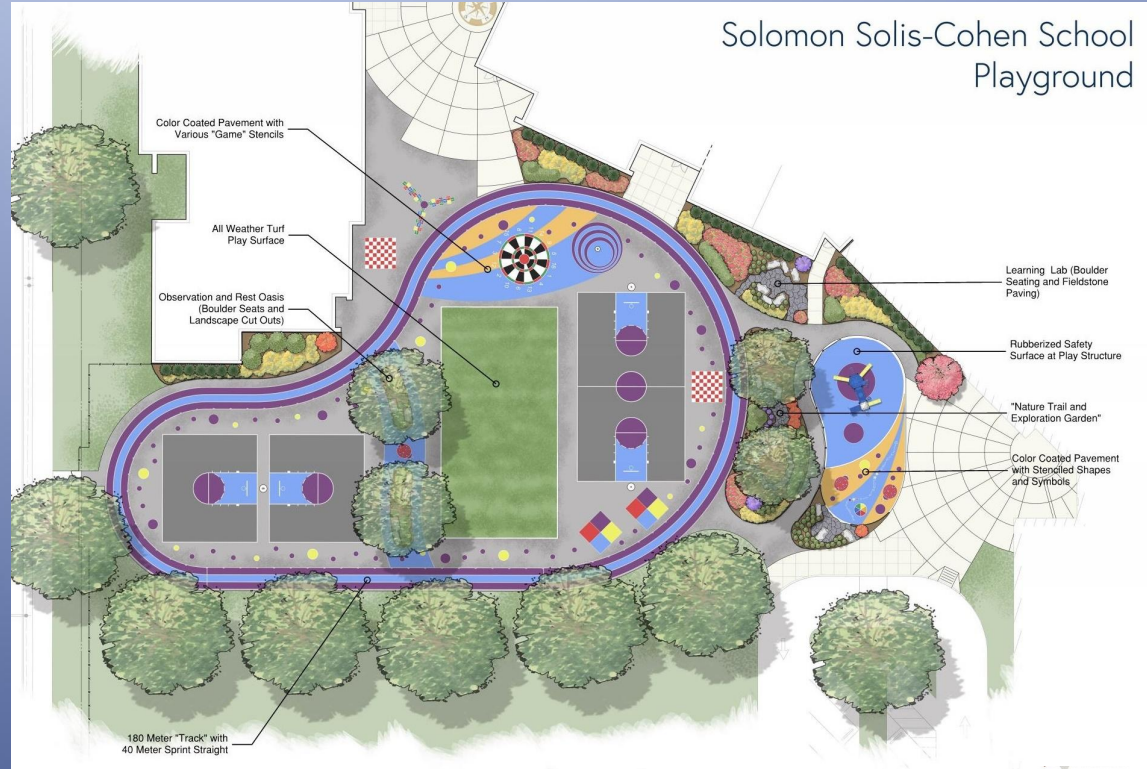 Solomon Solis-Cohen School
Playground
Color Coated Pavement with
Various "Game" Stencils
All Weather Turf
Play Surface
Observation and Rest Oasis
(Boulder Seats and
Landscape Cut Outs)
180 Meter "Track" with
40 Meter Sprint Straight
Learning Lab (Boulder
Seating and Fieldstone
Paving)
Rubberized Safety
Surface at Play Structure
"Nature Trail and
Exploration Garden"
Color Coated Pavement
with Stenciled Shapes
and Symbols